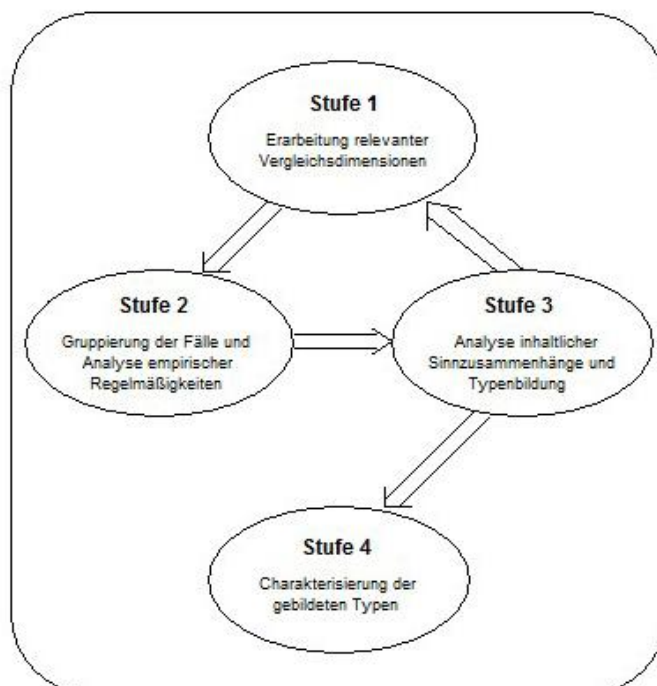 Stufe 1
Erarbeitung relevanter
Vergleichsdimensionen
Stufe 2
Gruppierung der Fälle und
Analyse empirischer
Regelmäßigkeiten
Stufe 3
Analyse inhaltlicher
Sinnzusammenhänge und
Typenbildung
Stufe 4
Charakterisierung der
gebildeten Typen